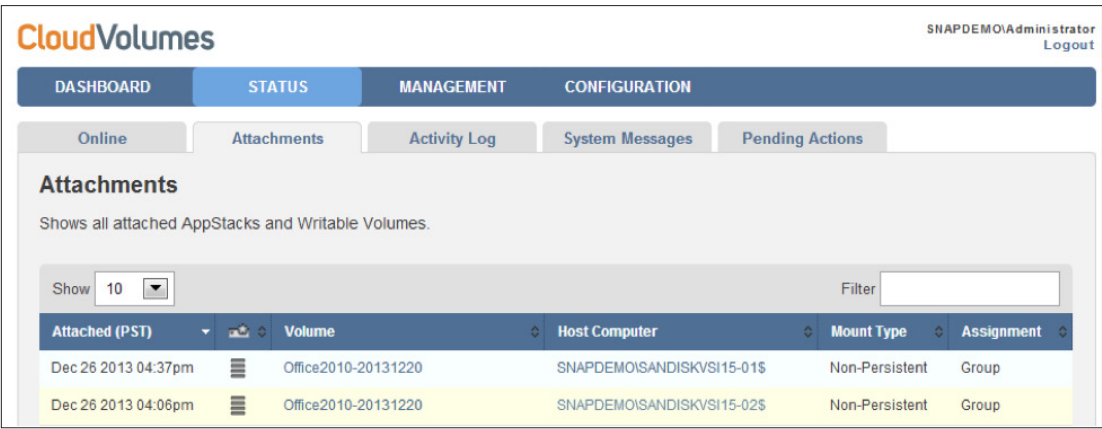 CloudVolumes
SNAPDEMO\Administrator
Logout
DASHBOARD STATUS MANAGEMENT CONFIGURATION
Online Attachments Activity Log System Messages Pending Actions
Attachments
Shows all attached AppStacks and Writable Volumes.
Show 10 Filter
Attached (PST) Volume Host Computer Mount Type Assignment
Dec 26 2013 04:37pm Office2010-20131220 SNAPDEMO\SANDISKVSI15-01$ Non-Persistent Group
Dec 26 2013 04:06pm Office2010-20131220 SNAPDEMO\SANDISKVSI15-02$ Non-Persistent Group